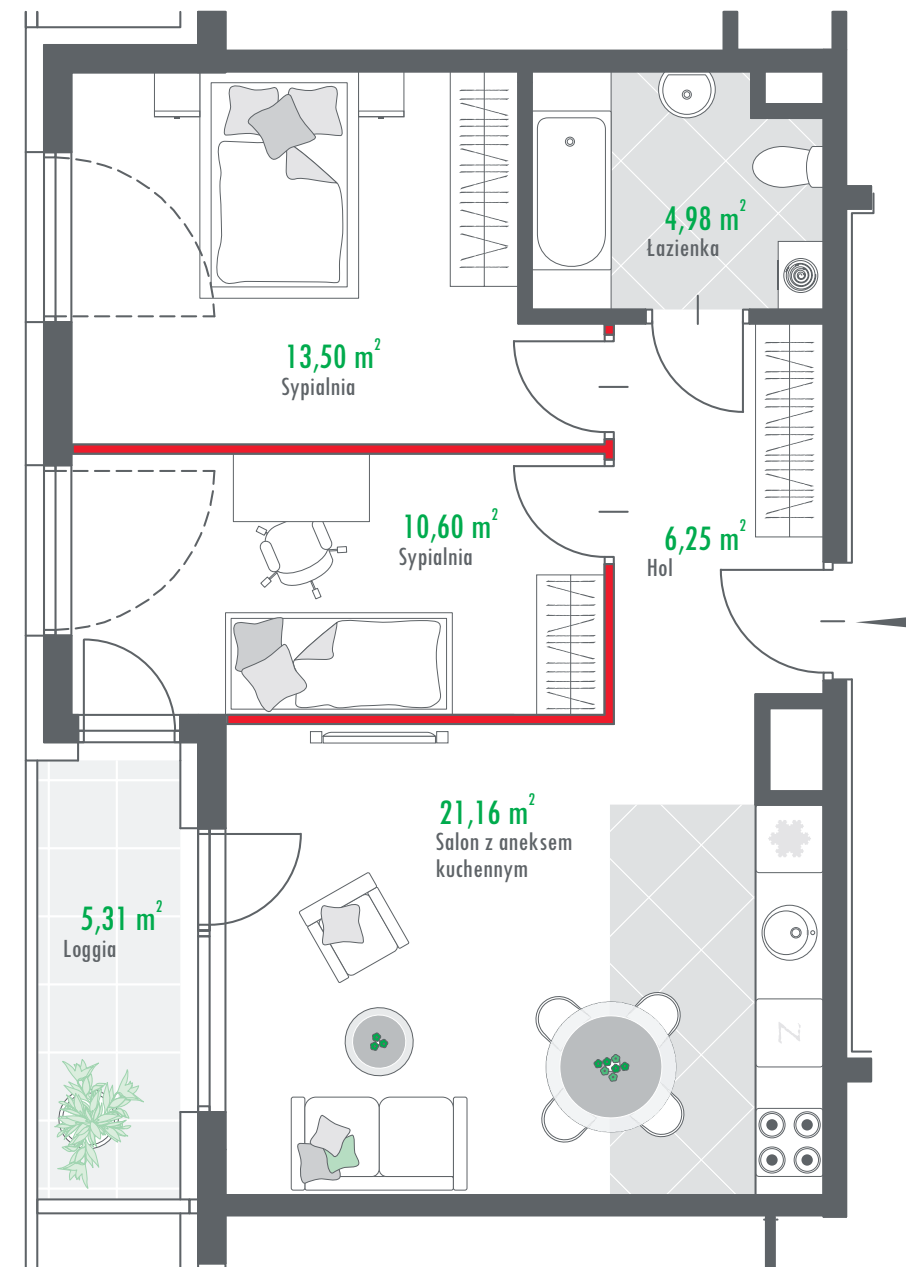 4,98 m²
Łazienka
13,50 m²
Sypialnia
10,60 m²
Sypialnia
6,25 m²
Hol
21,16 m²
Salon z aneksem
kuchennym
5,31 m²
Loggia
Z